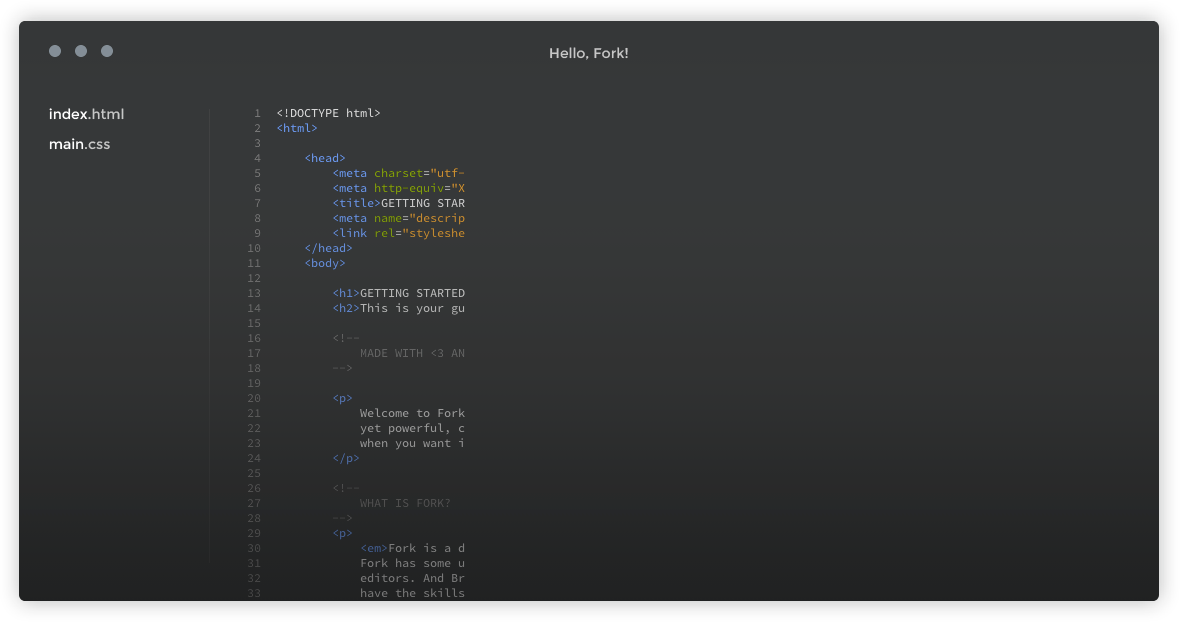 Hello, Fork!
index.html
main.css
1 <!DOCTYPE html>
2 <html>
3
4 <head>
5 <meta charset="utf-
6 <meta http-equiv="X
7 <title>GETTING STAR
8 <meta name="descrip
9 <link rel="styleshe
10 </head>
11 <body>
12
13 <h1>GETTING STARTED
14 <h2>This is your gu
15
16 <!--
17 MADE WITH <3 AN
18 -->
19
20 <p>
21 Welcome to Fork
22 yet powerful, c
23 when you want i
24 </p>
25
26 <!--
27 WHAT IS FORK?
28 -->
29 <p>
30 <em>Fork is a d
31 Fork has some u
32 editors. And Br
33 have the skills